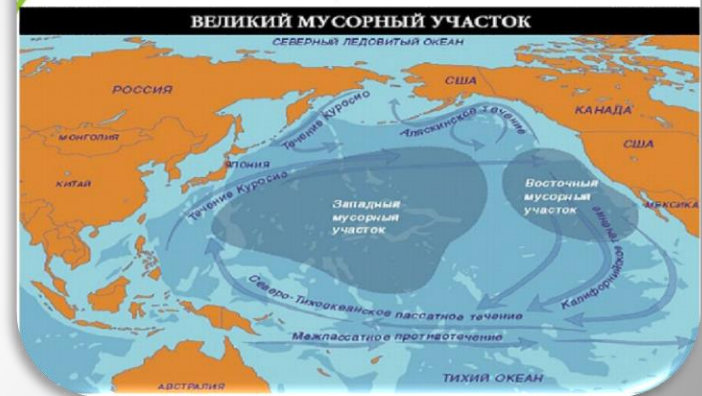 ВЕЛИКИЙ МУСОРНЫЙ УЧАСТОК
СЕВЕРНЫЙ ЛЕДОВИТЫЙ ОКЕАН
РОССИЯ
США
КАНАДА
Течение Куросио
Аляскинское течение
МОНГОЛИЯ
США
ЯПОНИЯ
КИТАЙ
Течение Куросио
Западный
мусорный
участок
Восточный
мусорный
участок
МЕКСИКА
Калифорнийское течение
Северо-Тихоокеанское пассатное течение
Межпассатное противотечение
ТИХИЙ ОКЕАН
АВСТРАЛИЯ